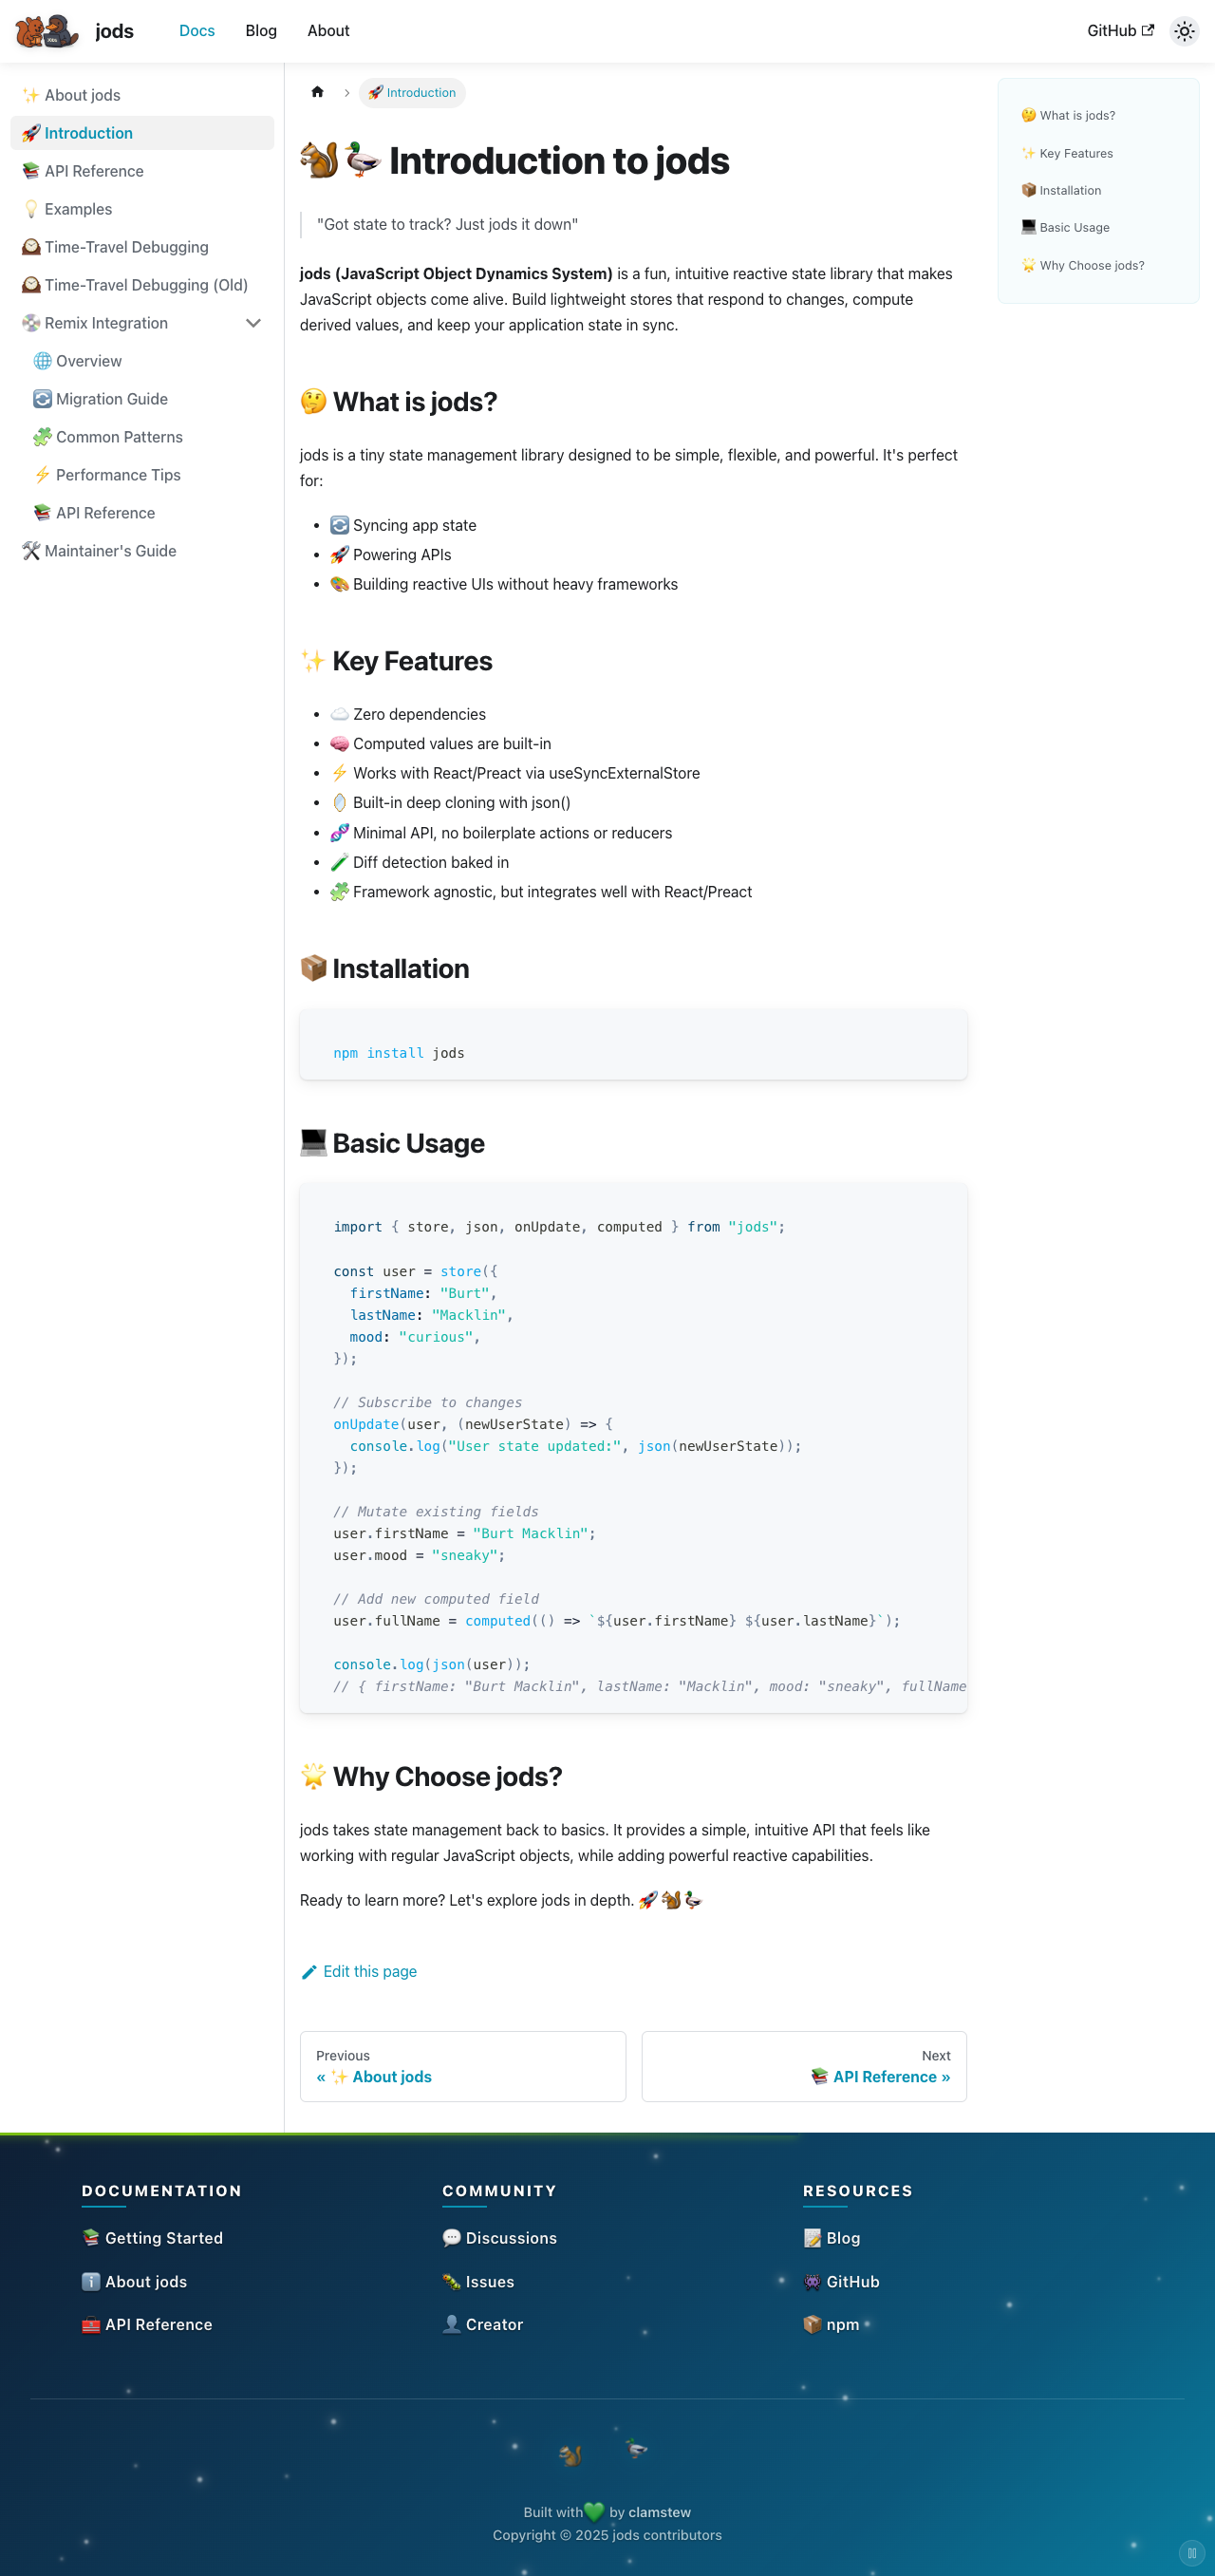 jods
Docs
Blog
About
GitHub
✨ About jods
🚀 Introduction
📚 API Reference
💡 Examples
🕰️ Time-Travel Debugging
🕰️ Time-Travel Debugging (Old)
💿 Remix Integration
🌐 Overview
🔄 Migration Guide
🧩 Common Patterns
⚡ Performance Tips
📚 API Reference
🛠️ Maintainer's Guide
🚀 Introduction
🐿️🦆 Introduction to jods
"Got state to track? Just jods it down"
jods (JavaScript Object Dynamics System) is a fun, intuitive reactive state library that makes
JavaScript objects come alive. Build lightweight stores that respond to changes, compute
derived values, and keep your application state in sync.
🤔 What is jods?
jods is a tiny state management library designed to be simple, flexible, and powerful. It's perfect
for:
• 🔄 Syncing app state
• 🚀 Powering APIs
• 🎨 Building reactive UIs without heavy frameworks
✨ Key Features
• ☁️ Zero dependencies
• 🧠 Computed values are built-in
• ⚡ Works with React/Preact via useSyncExternalStore
• 🪞 Built-in deep cloning with json()
• 🧬 Minimal API, no boilerplate actions or reducers
• 🧪 Diff detection baked in
• 🧩 Framework agnostic, but integrates well with React/Preact
📦 Installation
npm install jods
💻 Basic Usage
import { store, json, onUpdate, computed } from "jods";
const user = store({
  firstName: "Burt",
  lastName: "Macklin",
  mood: "curious",
});
// Subscribe to changes
onUpdate(user, (newUserState) => {
  console.log("User state updated:", json(newUserState));
});
// Mutate existing fields
user.firstName = "Burt Macklin";
user.mood = "sneaky";
// Add new computed field
user.fullName = computed(() => `${user.firstName} ${user.lastName}`);
console.log(json(user));
// { firstName: "Burt Macklin", lastName: "Macklin", mood: "sneaky", fullName
🌟 Why Choose jods?
jods takes state management back to basics. It provides a simple, intuitive API that feels like
working with regular JavaScript objects, while adding powerful reactive capabilities.
Ready to learn more? Let's explore jods in depth. 🚀🐿️🦆
Edit this page
Previous
« ✨ About jods
Next
📚 API Reference »
🤔 What is jods?
✨ Key Features
📦 Installation
💻 Basic Usage
🌟 Why Choose jods?
DOCUMENTATION
📚 Getting Started
ℹ️ About jods
🧰 API Reference
COMMUNITY
💬 Discussions
🐛 Issues
👤 Creator
RESOURCES
📝 Blog
👾 GitHub
📦 npm
Built with💚 by clamstew
Copyright © 2025 jods contributors